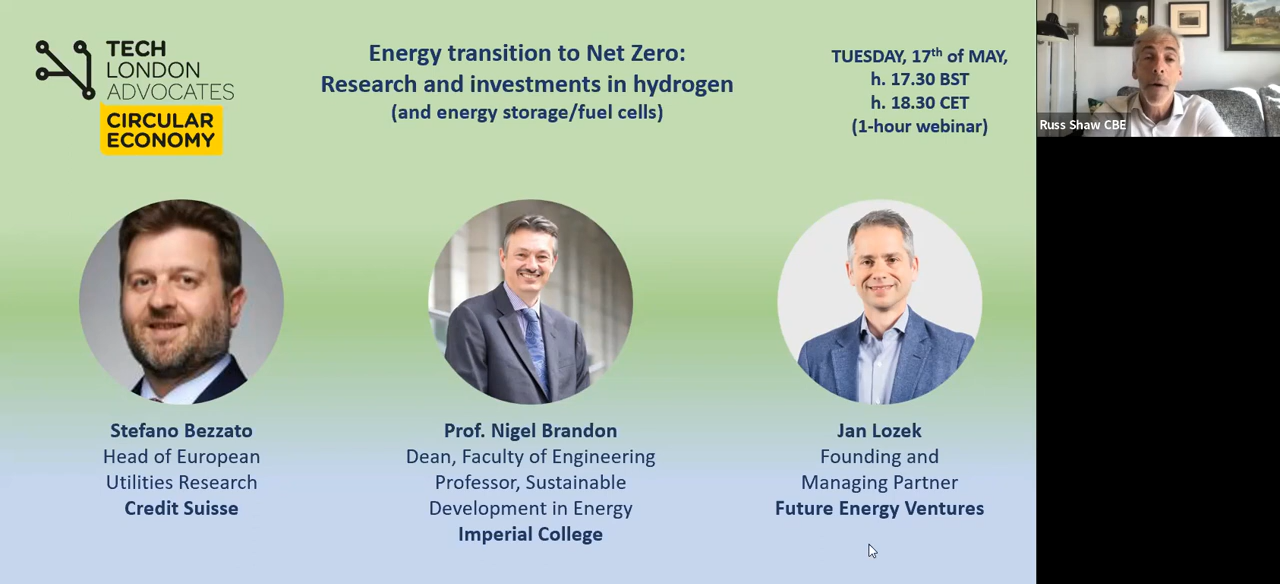 TECH
LONDON
ADVOCATES
CIRCULAR
ECONOMY
Energy transition to Net Zero:
Research and investments in hydrogen
(and energy storage/fuel cells)
TUESDAY, 17th of MAY,
h. 17.30 BST
h. 18.30 CET
(1-hour webinar)
Russ Shaw CBE
Stefano Bezzato
Head of European
Utilities Research
Credit Suisse
Prof. Nigel Brandon
Dean, Faculty of Engineering
Professor, Sustainable
Development in Energy
Imperial College
Jan Lozek
Founding and
Managing Partner
Future Energy Ventures